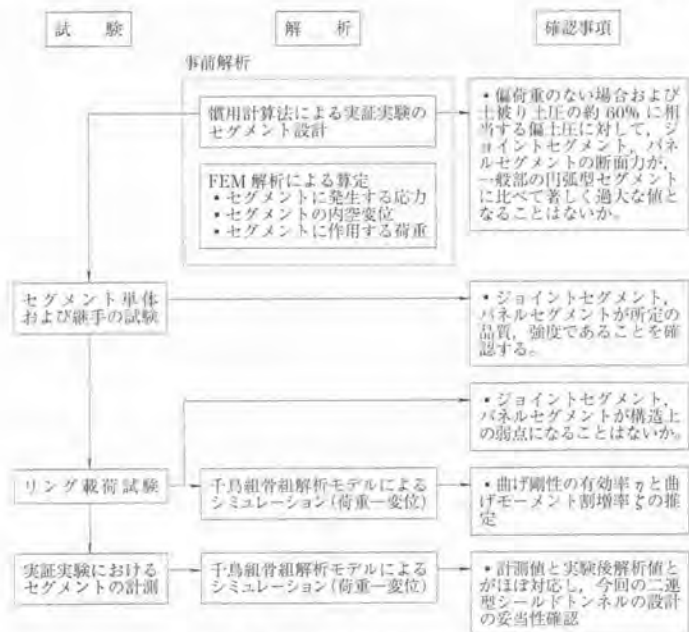 試　験
解　析
確認事項
事前解析
慣用計算法による実証実験の
セグメント設計
FEM 解析による算定
・セグメントに発生する応力
・セグメントの内空変位
・セグメントに作用する荷重
・偏荷重のない場合および
土被り土圧の約 60% に相
当する偏土圧に対して，ジ
ョイントセグメント，パネ
ルセグメントの断面力が，
一般部の円弧型セグメント
に比べて著しく過大な値と
なることはないか。
セグメント単体
および継手の試験
・ジョイントセグメント，
パネルセグメントが所定の
品質，強度であることを確
認する。
・ジョイントセグメント，
パネルセグメントが構造上
の弱点になることはないか。
リング載荷試験
千鳥組骨組解析モデルによる
シミュレーション(荷重―変位)
・曲げ剛性の有効率 η と曲
げモーメント割増率 ζ の推
定
実証実験における
セグメントの計測
千鳥組骨組解析モデルによる
シミュレーション(荷重―変位)
・計測値と実験後解析値と
がほぼ対応し，今回の二連
型シールドトンネルの設計
の妥当性確認